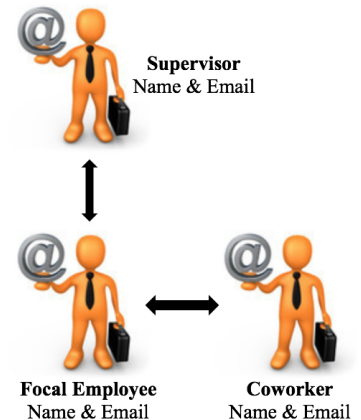 @
Supervisor
Name & Email
@
@
Focal Employee
Name & Email
Coworker
Name & Email